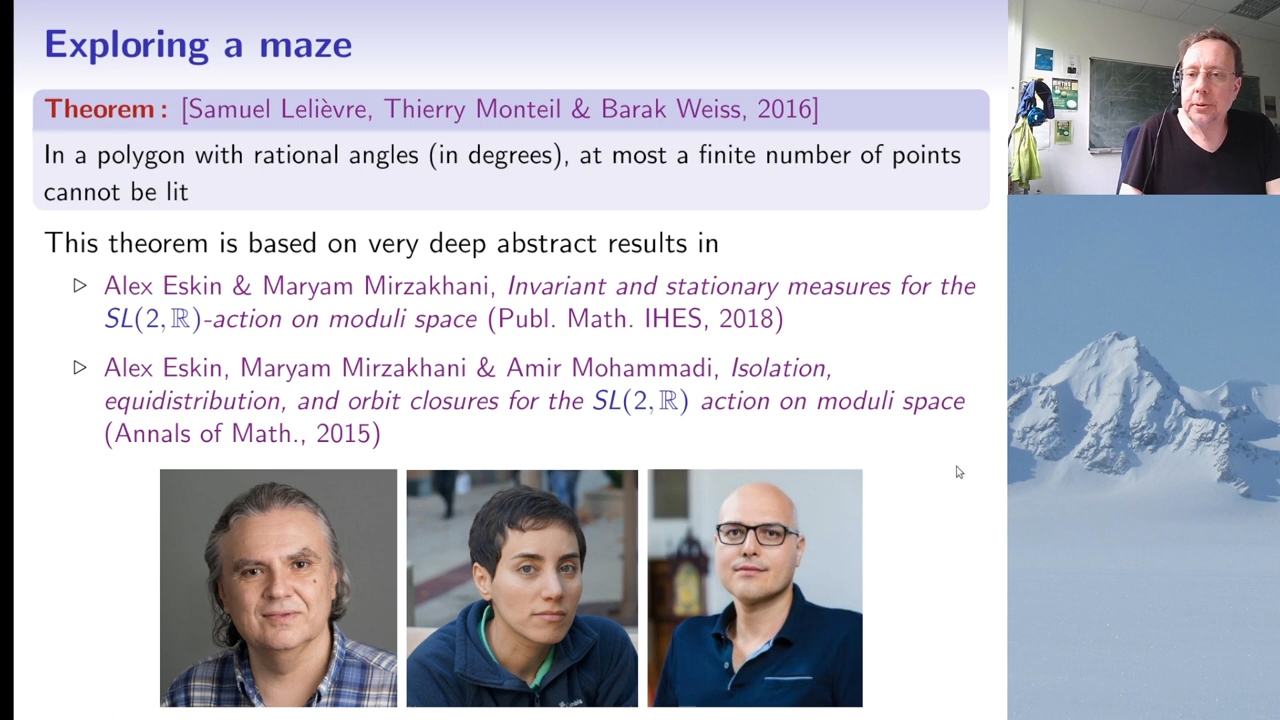 Exploring a maze
Theorem : [Samuel Lelièvre, Thierry Monteil & Barak Weiss, 2016]
In a polygon with rational angles (in degrees), at most a finite number of points
cannot be lit
This theorem is based on very deep abstract results in
▷ Alex Eskin & Maryam Mirzakhani, Invariant and stationary measures for the
SL(2,ℝ)-action on moduli space (Publ. Math. IHES, 2018)
▷ Alex Eskin, Maryam Mirzakhani & Amir Mohammadi, Isolation,
equidistribution, and orbit closures for the SL(2,ℝ) action on moduli space
(Annals of Math., 2015)